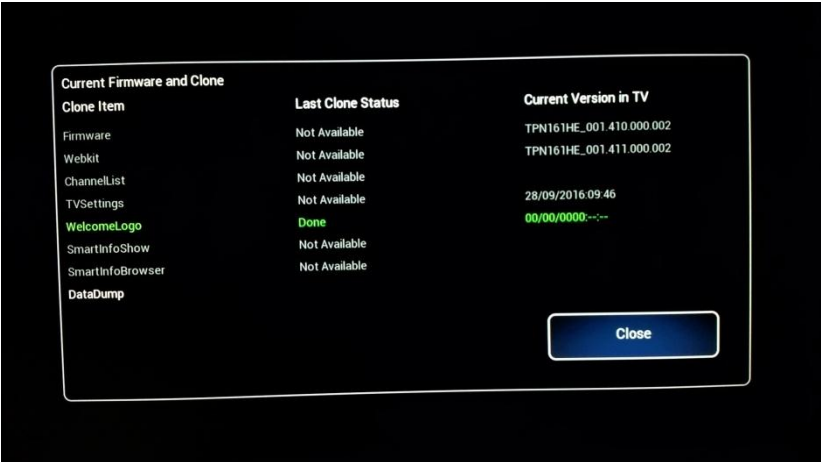 Current Firmware and Clone
Clone Item Last Clone Status Current Version in TV
Firmware Not Available TPN161HE_001.410.000.002
Webkit Not Available TPN161HE_001.411.000.002
ChannelList Not Available
TVSettings Not Available 28/09/2016:09:46
WelcomeLogo Done 00/00/0000:--:--
SmartInfoShow Not Available
SmartInfoBrowser Not Available
DataDump
Close